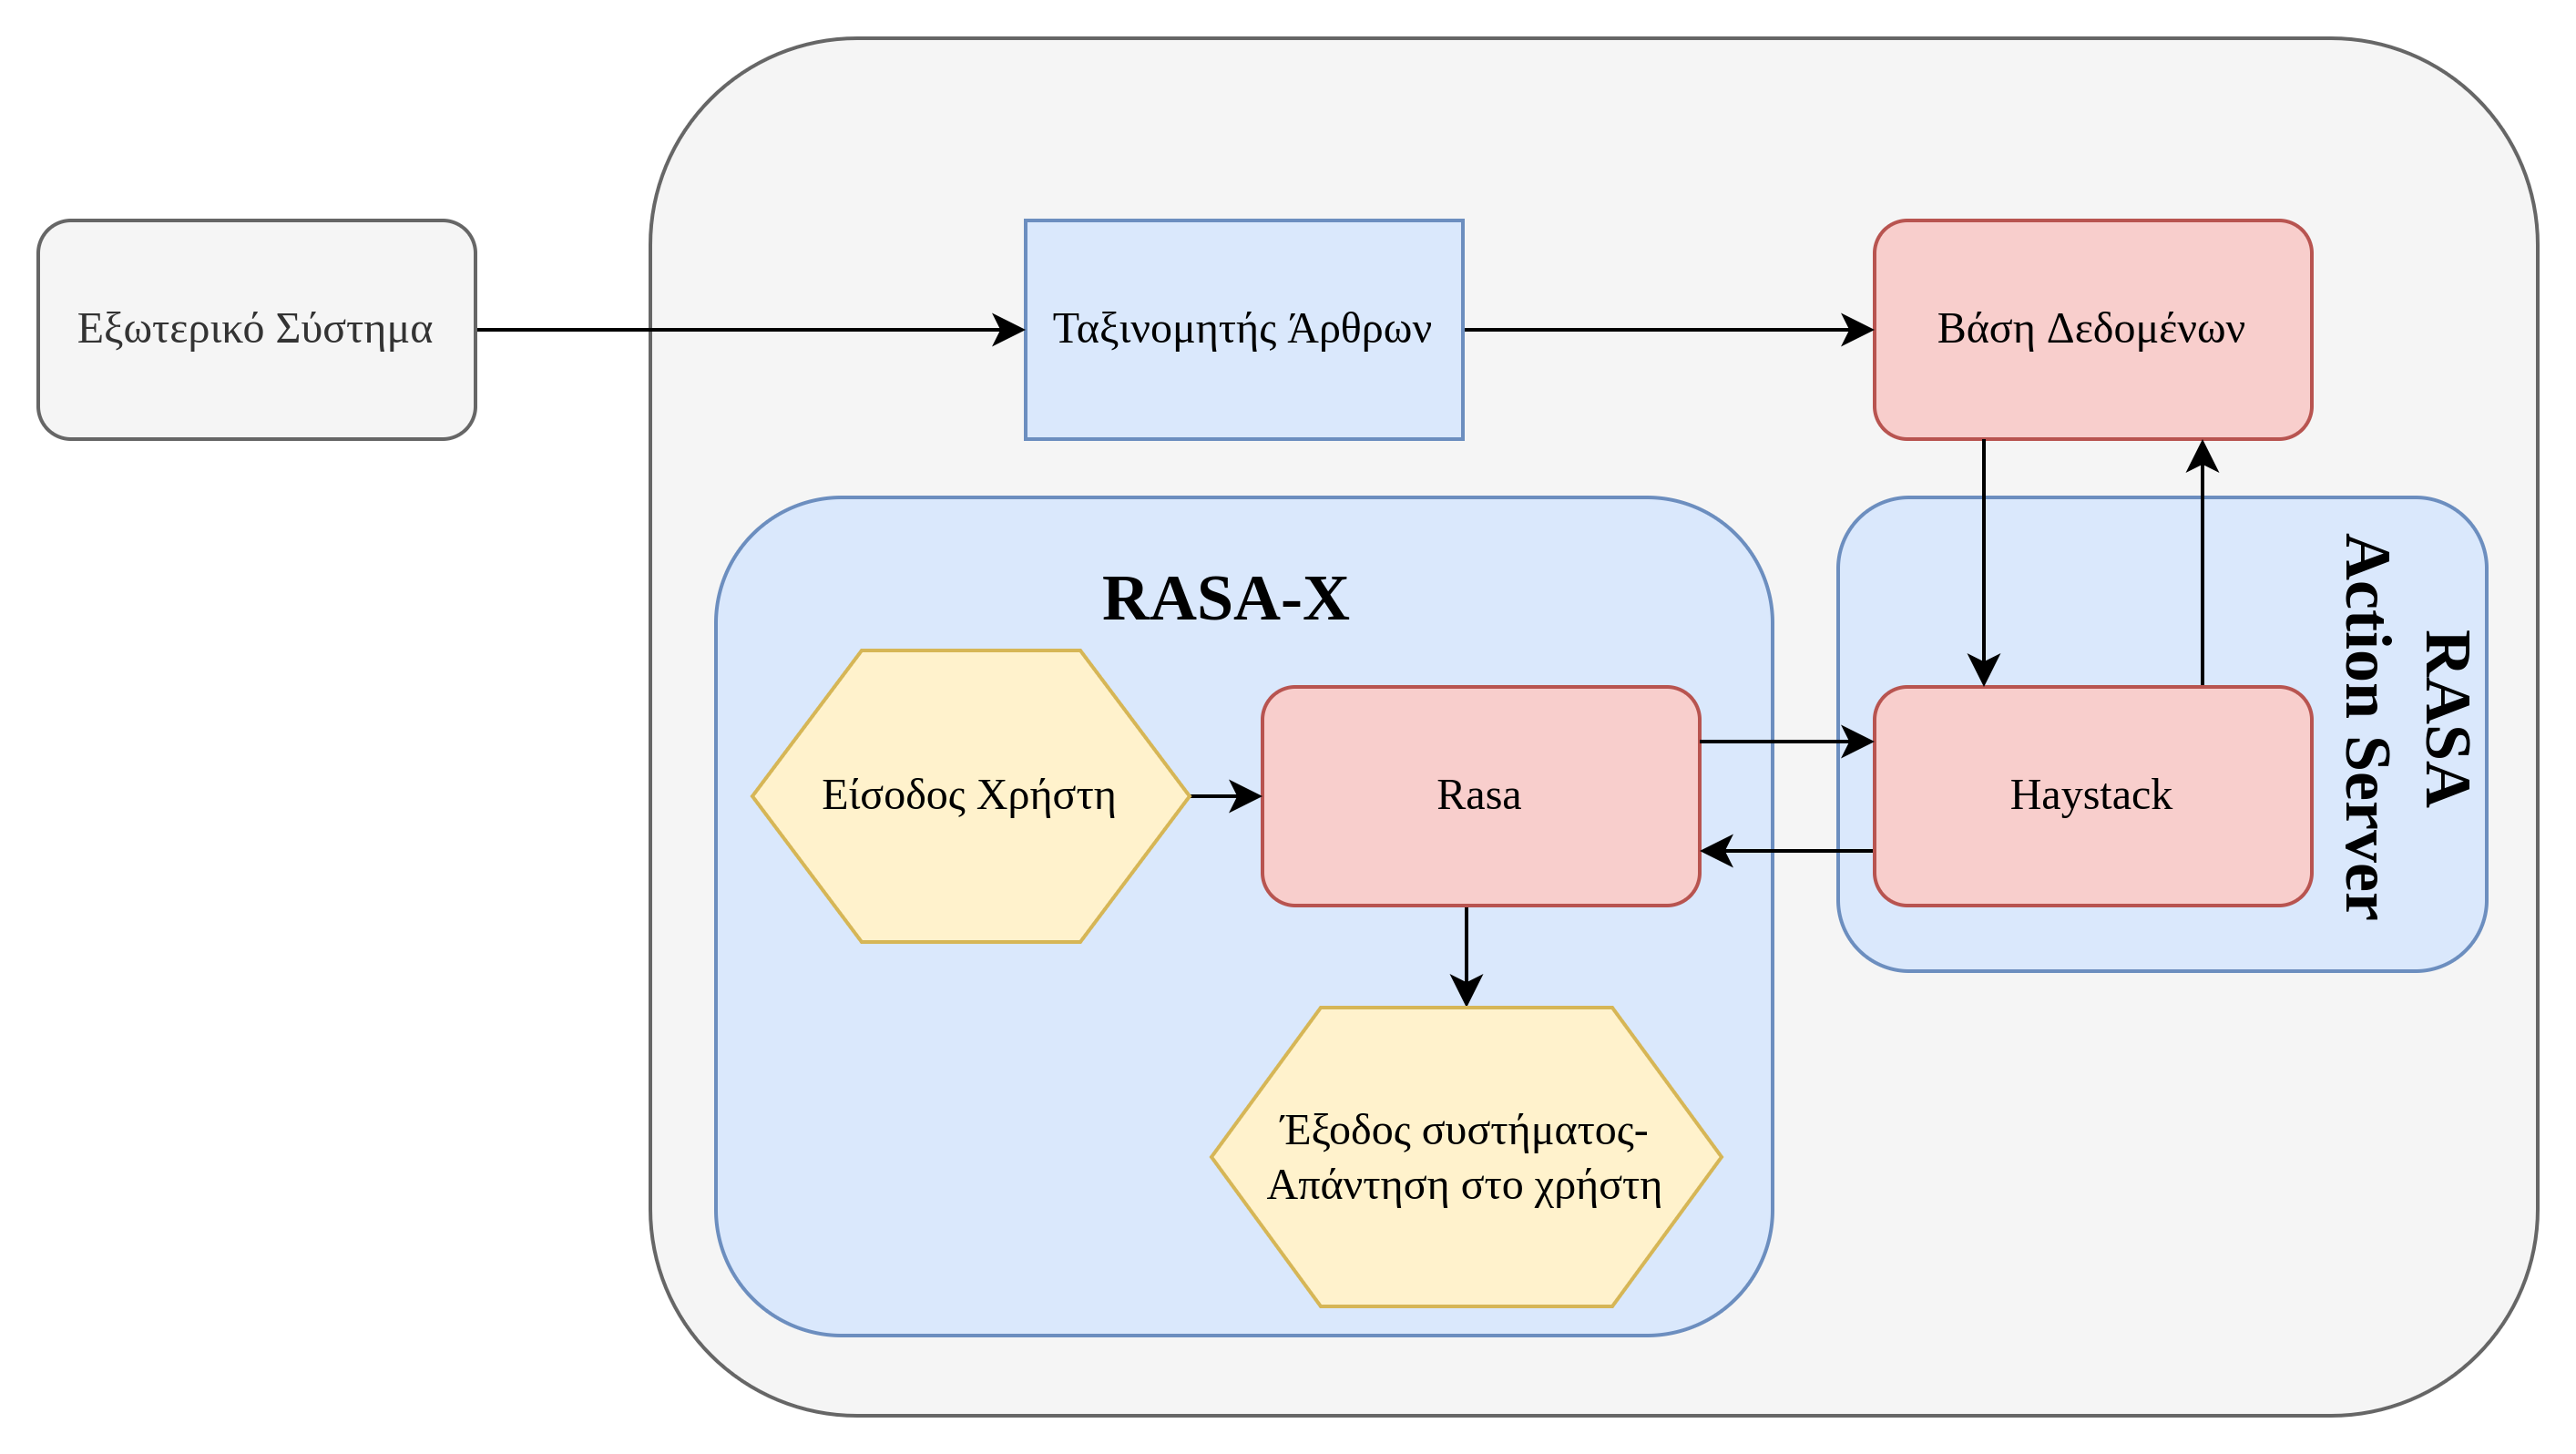 Εξωτερικό Σύστημα
Ταξινομητής Άρθρων
Βάση Δεδομένων
RASA-X
RASA
Action Server
Είσοδος Χρήστη
Rasa
Haystack
Έξοδος συστήματος-
Απάντηση στο χρήστη